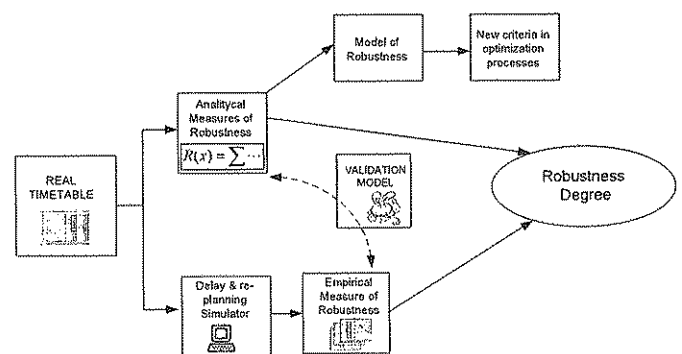 Model of
Robustness
New criteria in
optimization
processes
Analitycal
Measures of
Robustness
R(x) = ∑ ···
REAL
TIMETABLE
VALIDATION
MODEL
Robustness
Degree
Delay & re-
planning
Simulator
Empirical
Measure of
Robustness